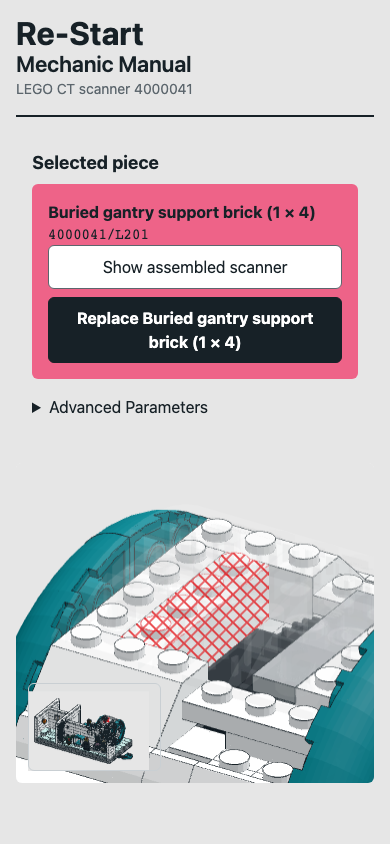 Re-Start
Mechanic Manual
LEGO CT scanner 4000041
Selected piece
Buried gantry support brick (1 × 4)
4000041/L201
Show assembled scanner
Replace Buried gantry support
brick (1 × 4)
Advanced Parameters